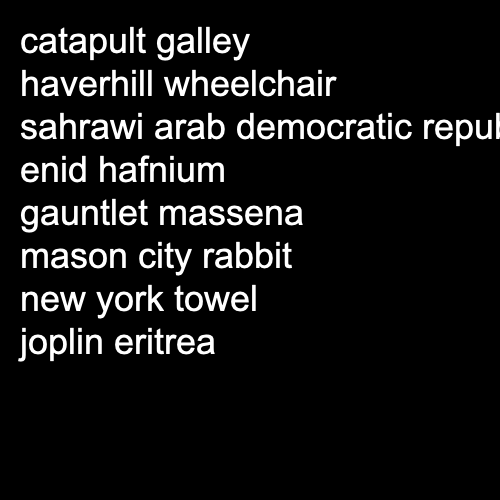 catapult galley
haverhill wheelchair
sahrawi arab democratic
enid hafnium
gauntlet massena
mason city rabbit
new york towel
joplin eritrea